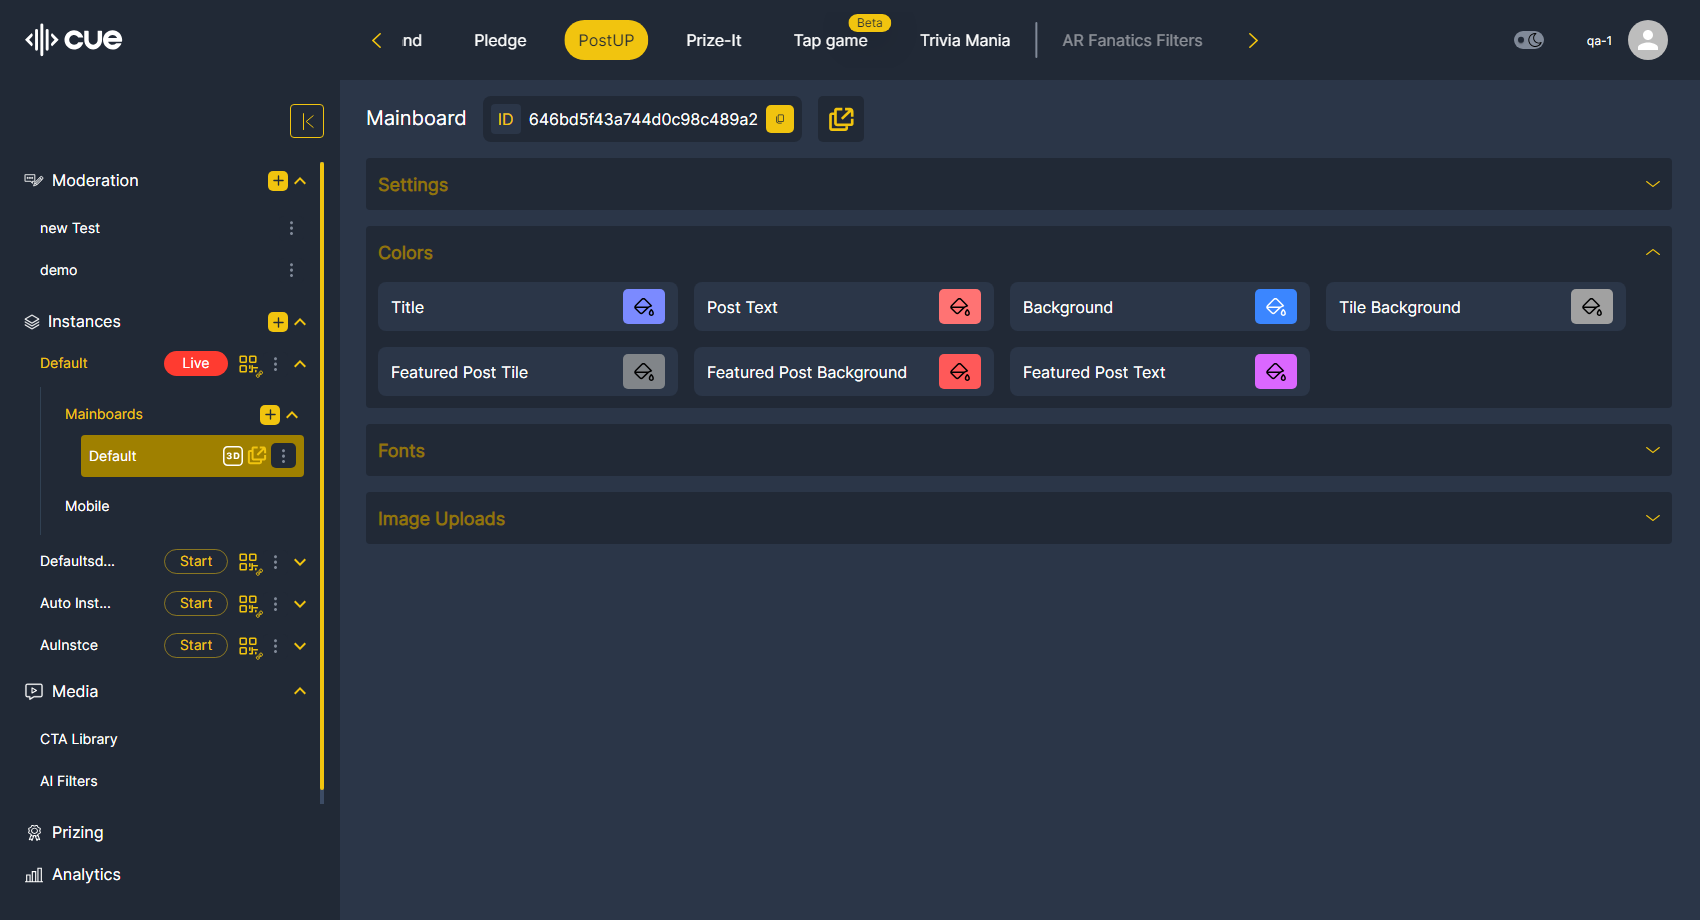 cue
nd
Pledge
PostUP
Prize-It
Tap game
Beta
Trivia Mania
AR Fanatics Filters
qa-1
Moderation
new Test
demo
Instances
Default
Live
Mainboards
Default
3D
Mobile
Defaultsd...
Start
Auto Inst...
Start
AuInstce
Start
Media
CTA Library
AI Filters
Prizing
Analytics
Mainboard
ID 646bd5f43a744d0c98c489a2
Settings
Colors
Title
Post Text
Background
Tile Background
Featured Post Tile
Featured Post Background
Featured Post Text
Fonts
Image Uploads